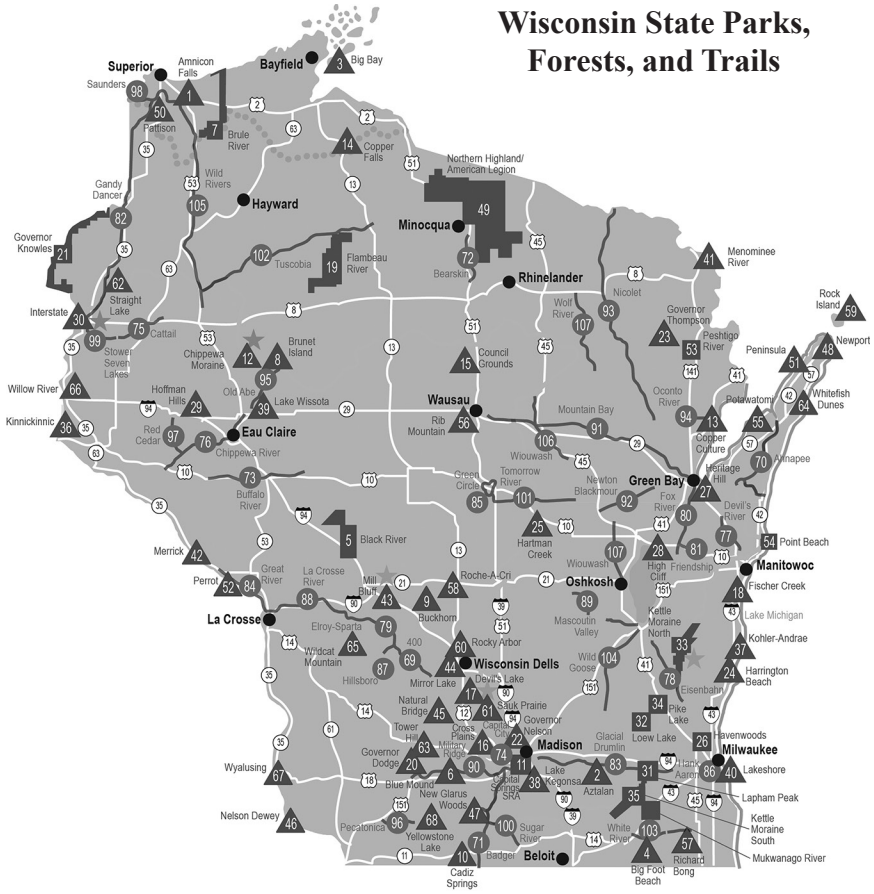 Wisconsin State Parks,
Forests, and Trails
Superior
Amnicon
Falls
Bayfield
3
Big Bay
Saunders
98
1
50
Pattison
2
7
Brule
River
63
2
14
Copper
Falls
35
51
13
Northern Highland/
American Legion
49
Gandy
Dancer
53
Wild
Rivers
105
Hayward
82
Minocqua
45
Governor
Knowles
21
35
102
Tuscobia
19
Flambeau
River
72
Bearskin
41
Menominee
River
63
62
Straight
Lake
Rhinelander
8
Nicolet
93
Wolf
River
107
Governor
Thompson
23
Peshtigo
River
53
Rock
Island
59
Interstate
30
75
Cattail
8
99
Stower
Seven
Lakes
35
53
Chippewa
Moraine
12
8
Brunet
Island
13
51
45
15
Council
Grounds
141
41
Peninsula
51
48
Newport
57
Willow River
66
Hoffman
Hills
29
Old Abe
95
39
Lake Wissota
94
29
Wausau
Rib
Mountain
56
Mountain Bay
91
Oconto
River
94
13
Copper
Culture
Potawatomi
55
42
64
Whitefish
Dunes
Kinnickinnic
36
35
63
Red
Cedar
97
76
Eau Claire
Chippewa River
106
Wiouwash
45
29
57
70
Ahnapee
10
73
Buffalo
River
10
Green
Circle
85
Tomorrow
River
101
Newton
Blackmour
92
Green Bay
Heritage
Hill
27
Fox
River
80
Devil's
River
77
42
35
94
53
5
Black River
25
Hartman
Creek
10
41
28
High
Cliff
81
Friendship
10
54
Point Beach
Merrick
42
Perrot
52
84
Great
River
La Crosse
River
88
Mill
Bluff
43
21
90
9
Buckhorn
13
58
Roche-A-Cri
21
Wiouwash
107
Oshkosh
151
Manitowoc
18
Fischer Creek
43
Lake Michigan
La Crosse
Elroy-Sparta
79
39
51
89
Mascoutin
Valley
Kettle
Moraine
North
33
37
Kohler-Andrae
14
Wildcat
Mountain
65
400
69
87
Hillsboro
60
Rocky Arbor
44
Wisconsin Dells
Mirror Lake
Devil's Lake
17
90
Wild
Goose
104
41
78
Eisenbahn
24
Harrington
Beach
35
151
14
61
Natural
Bridge
45
12
61
Sauk Prairie
94
34
Pike
Lake
32
Loew Lake
43
35
Tower
Hill
63
Cross
Plains
16
Capital
City
74
22
Governor
Nelson
Madison
Glacial
Drumlin
83
94
26
Havenwoods
Milwaukee
Governor
Dodge
20
Military
Ridge
90
11
Capital
Springs
SRA
38
Lake
Kegonsa
2
Aztalan
31
Hank
Aaron
86
40
Lakeshore
Wyalusing
67
18
Blue Mound
6
New Glarus
Woods
47
90
39
35
43
45
94
Lapham Peak
Nelson Dewey
46
151
Pecatonica
96
68
Yellowstone
Lake
100
Sugar
River
Kettle
Moraine
South
White
River
103
14
57
Richard
Bong
Mukwanago River
11
10
Cadiz
Springs
71
Badger
Beloit
4
Big Foot
Beach